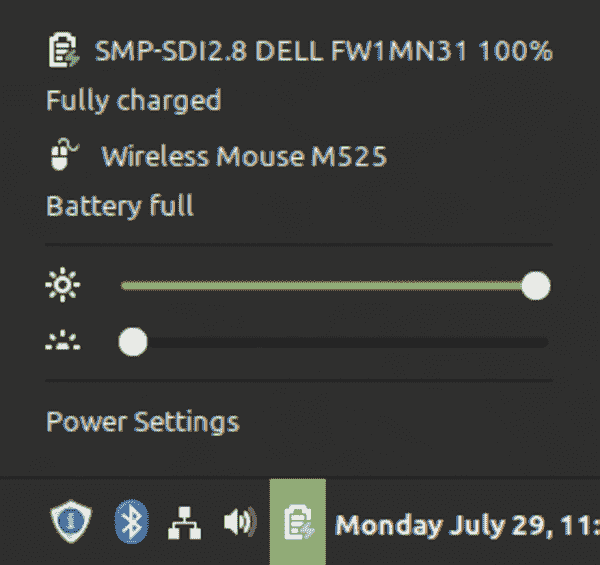 SMP-SDI2.8 DELL FW1MN31 100%
Fully charged
Wireless Mouse M525
Battery full
Power Settings
Monday July 29, 11: